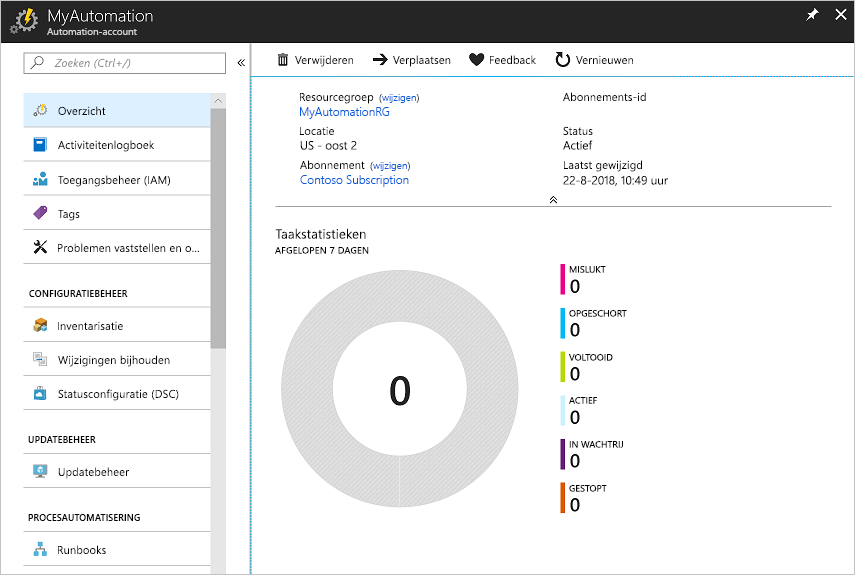 MyAutomation
Automation-account
Zoeken (Ctrl+/)
Overzicht
Activiteitenlogboek
Toegangsbeheer (IAM)
Tags
Problemen vaststellen en o...
CONFIGURATIEBEHEER
Inventarisatie
Wijzigingen bijhouden
Statusconfiguratie (DSC)
UPDATEBEHEER
Updatebeheer
PROCESAUTOMATISERING
Runbooks
Verwijderen
Verplaatsen
Feedback
Vernieuwen
Resourcegroep (wijzigen)
MyAutomationRG
Locatie
US - oost 2
Abonnement (wijzigen)
Contoso Subscription
Abonnements-id
Status
Actief
Laatst gewijzigd
22-8-2018, 10:49 uur
Taakstatistieken
AFGELOPEN 7 DAGEN
0
MISLUKT
0
OPGESCHORT
0
VOLTOOID
0
ACTIEF
0
IN WACHTRIJ
0
GESTOPT
0